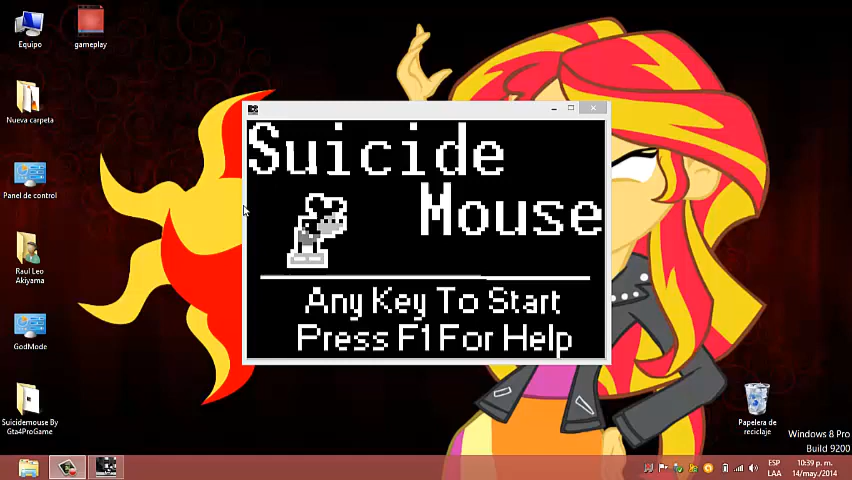 Equipo
gameplay
Nueva carpeta
Panel de control
Raul Leo
Akiyama
GodMode
Suicidemouse By
Gta4ProGame
Suicide
Mouse
Any Key To Start
Press F1 For Help
Papelera de
reciclaje
Windows 8 Pro
Build 9200
ESP
LAA
10:39 p. m.
14/may./2014